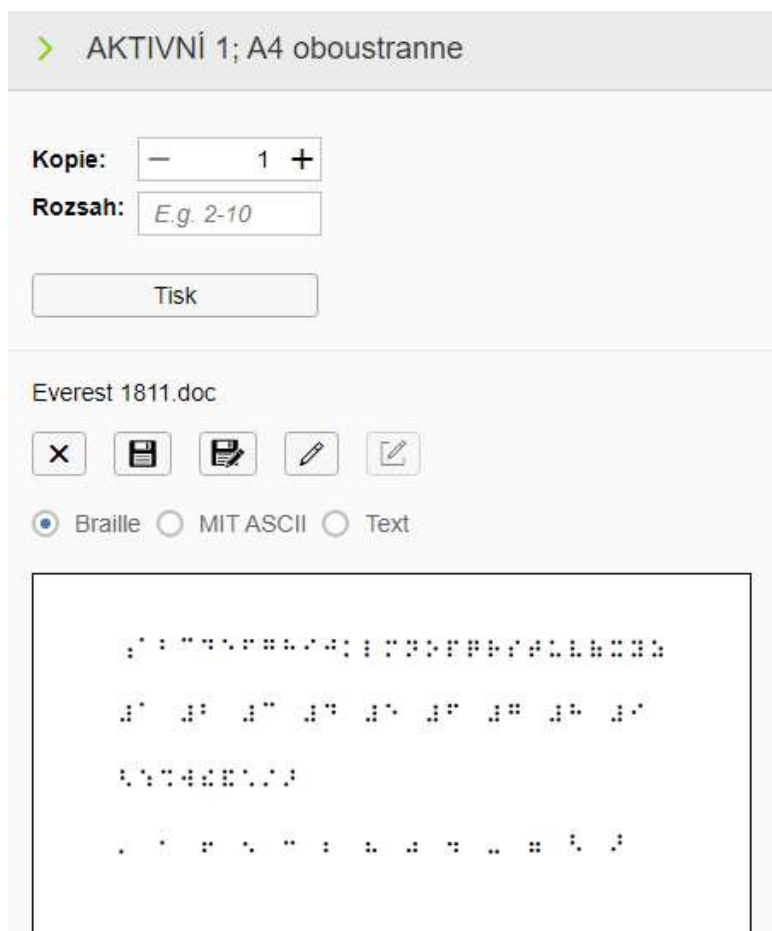 AKTIVNÍ 1; A4 oboustranne
Kopie: 1
Rozsah: E.g. 2-10
Tisk
Everest 1811.doc
Braille MIT ASCII Text
⠰⠁⠃⠉⠙⠑⠋⠛⠓⠊⠚⠅⠇⠍⠝⠕⠏⠟⠗⠎⠞⠥⠧⠷⠭⠽⠵
⠼⠁ ⠼⠃ ⠼⠉ ⠼⠙ ⠼⠑ ⠼⠋ ⠼⠛ ⠼⠓ ⠼⠊
⠣⠱⠩⠺⠮⠯⠡⠌⠜
⠄ ⠂ ⠖ ⠢ ⠒ ⠆ ⠦ ⠴ ⠲ ⠤ ⠶ ⠣ ⠜